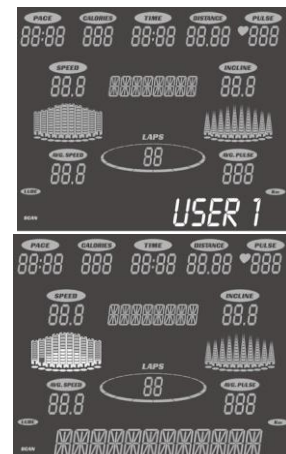 PACE CALORIES TIME DISTANCE PULSE
88:88 888 88:88 88.88 888
SPEED INCLINE
88.8 88.8
LAPS
88
AVG. SPEED AVG. PULSE
88.8 888
SCAN USER 1
PACE CALORIES TIME DISTANCE PULSE
88:88 888 88:88 88.88 888
SPEED INCLINE
88.8 88.8
LAPS
88
AVG. SPEED AVG. PULSE
88.8 888
SCAN